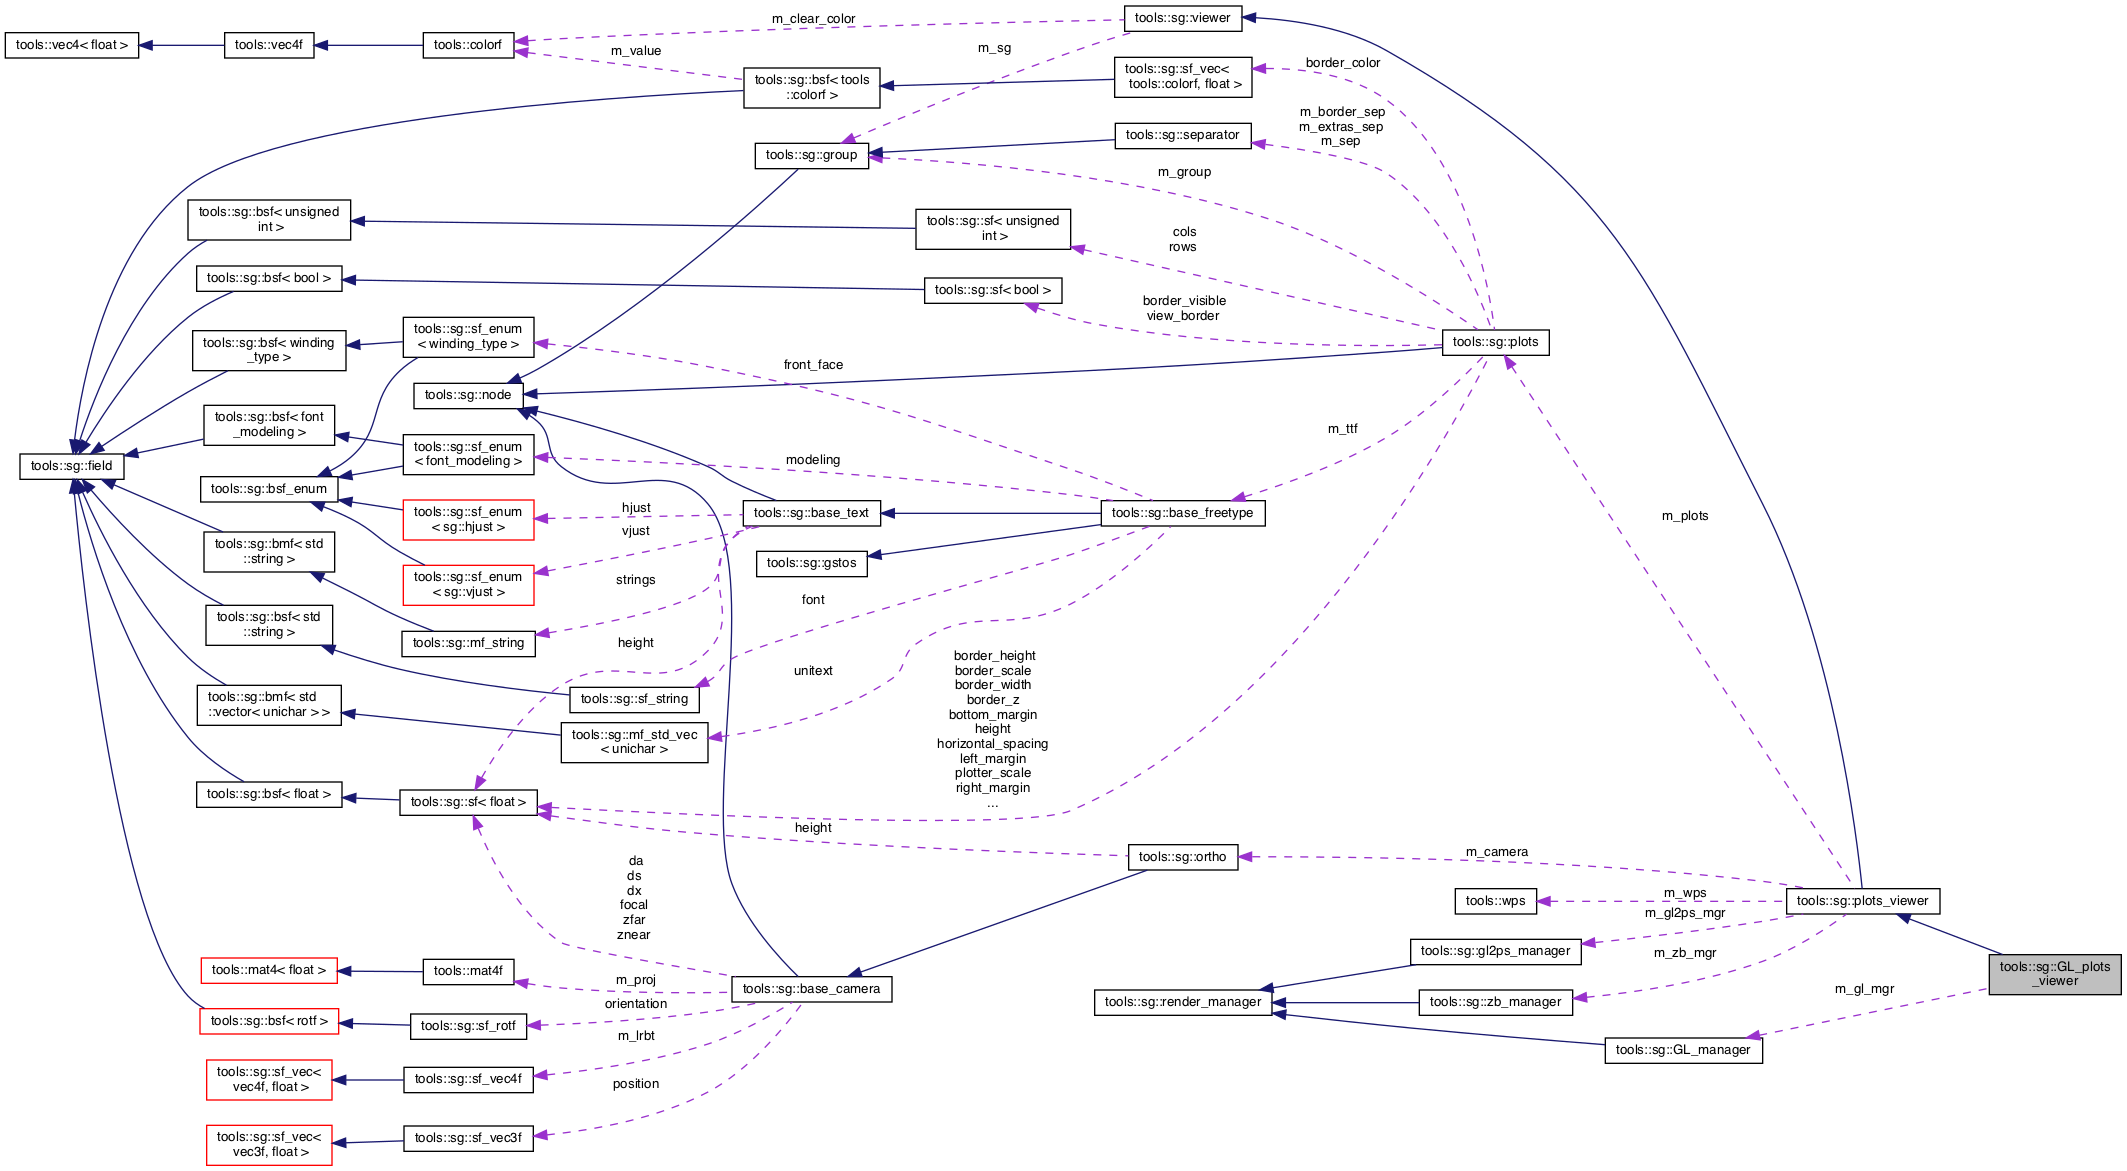 tools::vec4< float >
tools::vec4f
tools::colorf
m_clear_color
m_value
tools::sg::viewer
m_sg
tools::sg::bsf< tools
::colorf >
tools::sg::sf_vec<
tools::colorf, float >
border_color
tools::sg::group
tools::sg::separator
m_border_sep
m_extras_sep
m_sep
m_group
tools::sg::bsf< unsigned
int >
tools::sg::sf< unsigned
int >
cols
rows
tools::sg::bsf< bool >
tools::sg::sf< bool >
border_visible
view_border
tools::sg::bsf< winding
_type >
tools::sg::sf_enum
< winding_type >
front_face
tools::sg::plots
tools::sg::node
tools::sg::bsf< font
_modeling >
tools::sg::sf_enum
< font_modeling >
modeling
m_ttf
tools::sg::field
tools::sg::bsf_enum
tools::sg::sf_enum
< sg::hjust >
hjust
vjust
tools::sg::base_text
tools::sg::base_freetype
m_plots
tools::sg::bmf< std
::string >
tools::sg::sf_enum
< sg::vjust >
strings
tools::sg::gstos
tools::sg::bsf< std
::string >
tools::sg::mf_string
height
font
tools::sg::bmf< std
::vector< unichar >>
tools::sg::sf_string
unitext
tools::sg::mf_std_vec
< unichar >
border_height
border_scale
border_width
border_z
bottom_margin
height
horizontal_spacing
left_margin
plotter_scale
right_margin
...
tools::sg::bsf< float >
tools::sg::sf< float >
height
tools::sg::ortho
m_camera
da
ds
dx
focal
zfar
znear
tools::wps
m_wps
m_gl2ps_mgr
tools::sg::plots_viewer
tools::sg::gl2ps_manager
m_zb_mgr
tools::mat4< float >
tools::mat4f
m_proj
tools::sg::base_camera
tools::sg::render_manager
tools::sg::zb_manager
m_gl_mgr
tools::sg::GL_plots
_viewer
tools::sg::bsf< rotf >
tools::sg::sf_rotf
orientation
m_lrbt
tools::sg::GL_manager
tools::sg::sf_vec<
vec4f, float >
tools::sg::sf_vec4f
position
tools::sg::sf_vec<
vec3f, float >
tools::sg::sf_vec3f